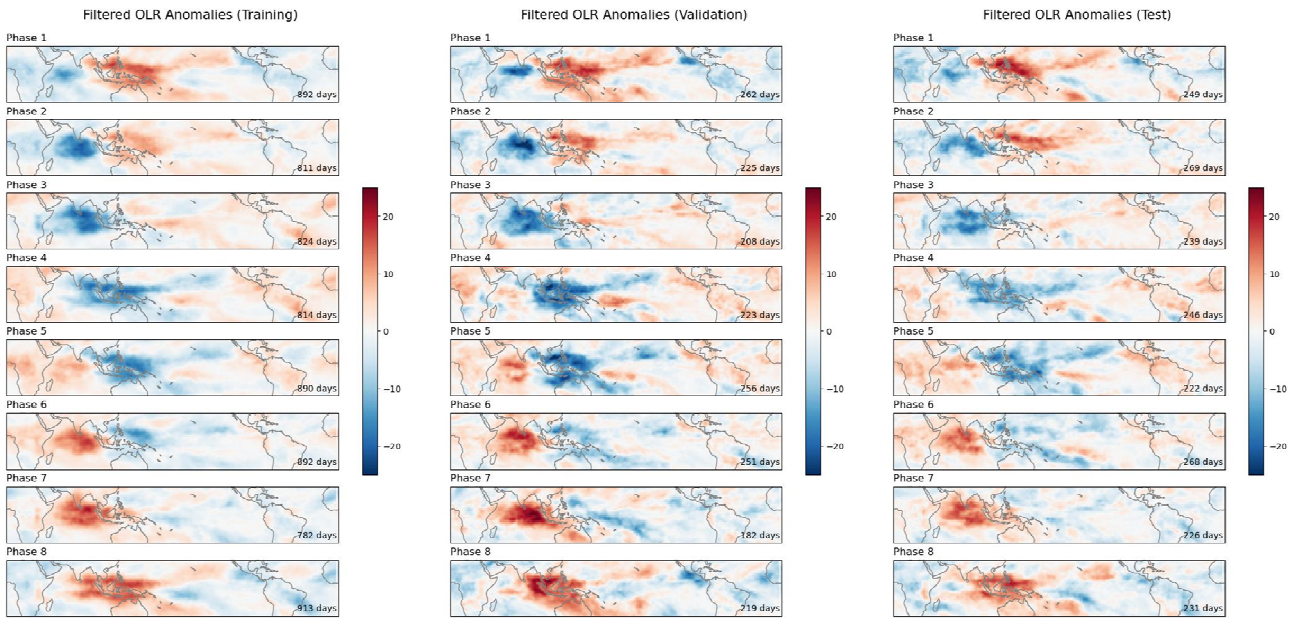 Filtered OLR Anomalies (Training)
Phase 1
892 days
Phase 2
811 days
Phase 3
824 days
Phase 4
814 days
Phase 5
890 days
Phase 6
892 days
Phase 7
782 days
Phase 8
913 days
20
10
0
−10
−20
Filtered OLR Anomalies (Validation)
Phase 1
262 days
Phase 2
225 days
Phase 3
208 days
Phase 4
223 days
Phase 5
256 days
Phase 6
251 days
Phase 7
182 days
Phase 8
219 days
20
10
0
−10
−20
Filtered OLR Anomalies (Test)
Phase 1
249 days
Phase 2
269 days
Phase 3
239 days
Phase 4
246 days
Phase 5
222 days
Phase 6
268 days
Phase 7
226 days
Phase 8
231 days
20
10
0
−10
−20